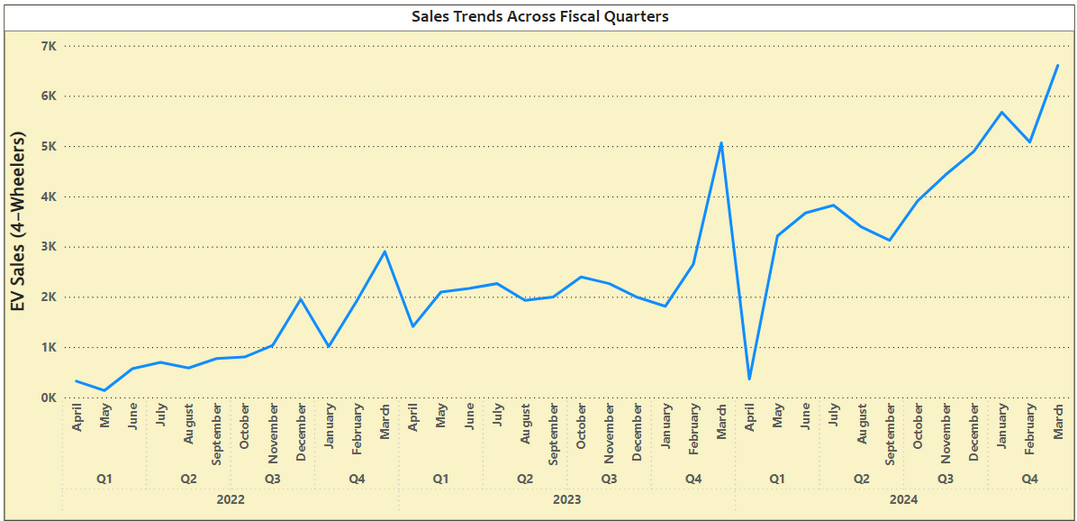 Sales Trends Across Fiscal Quarters
EV Sales (4-Wheelers)
7K
6K
5K
4K
3K
2K
1K
0K
April May June July August September October November December January February March April May June July August September October November December January February March April May June July August September October November December January February March
Q1 Q2 Q3 Q4 Q1 Q2 Q3 Q4 Q1 Q2 Q3 Q4
2022 2023 2024